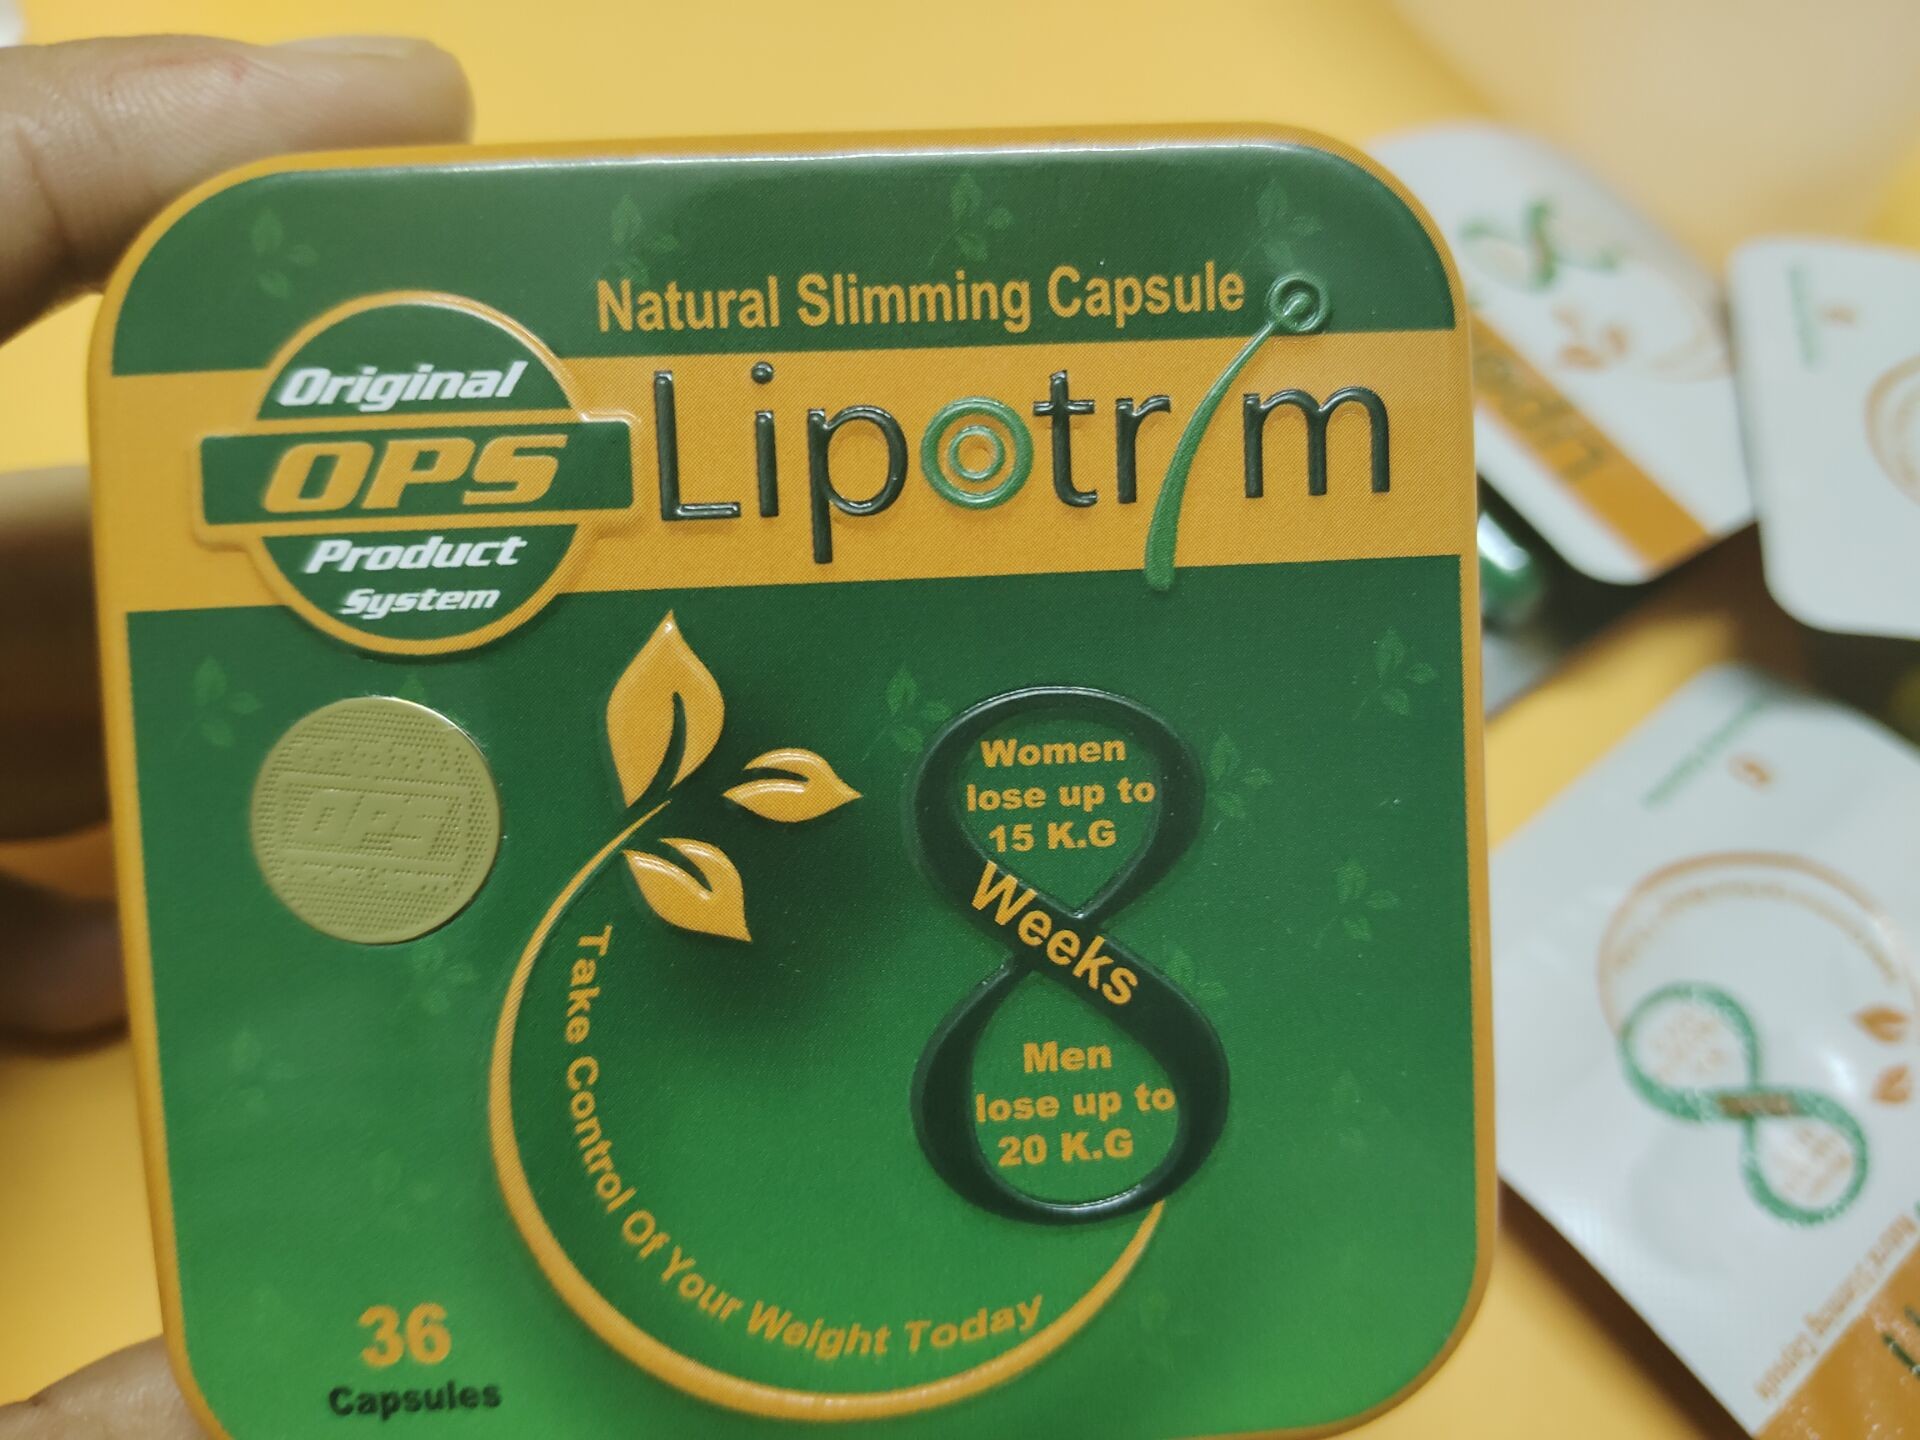 Natural Slimming Capsule
Original
OPS
Product
System
Lipotrim
OPS
Women
lose up to
15 K.G
Weeks
Men
lose up to
20 K.G
Take Control Of Your Weight Today
36
Capsules